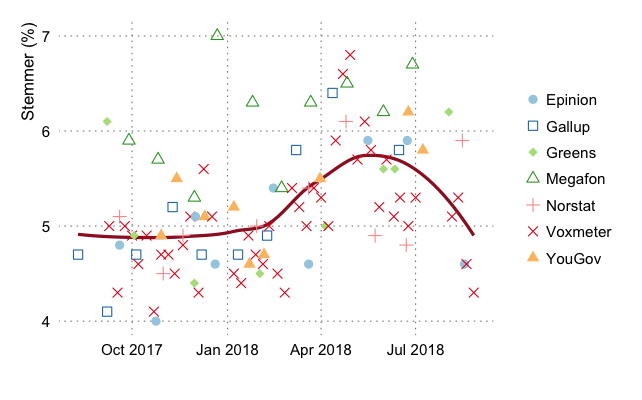 Stemmer (%)
7
6
5
4
Oct 2017
Jan 2018
Apr 2018
Jul 2018
Epinion
Gallup
Greens
Megafon
Norstat
Voxmeter
YouGov